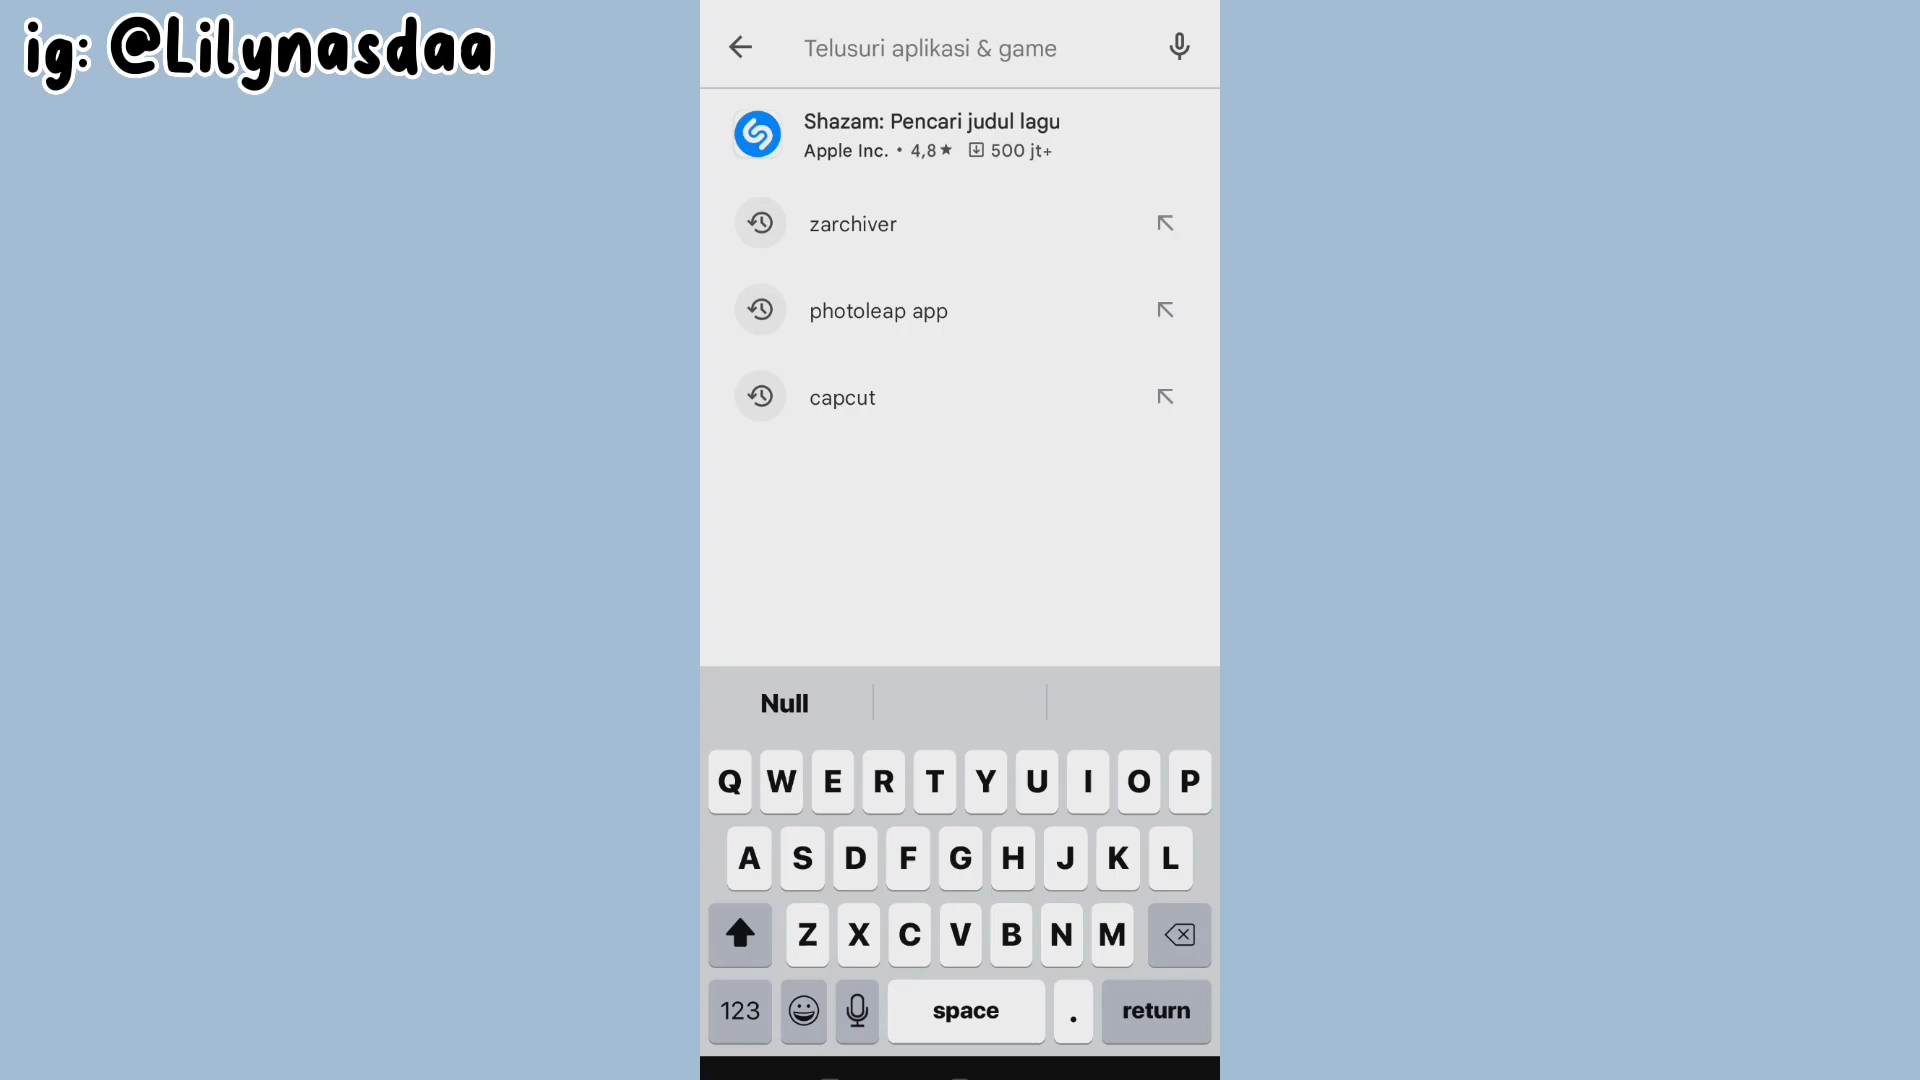 ig: @Lilynasdaa
Telusuri aplikasi & game
Shazam: Pencari judul lagu
Apple Inc. • 4,8★ 500 jt+
zarchiver
photoleap app
capcut
Null
Q W E R T Y U I O P
A S D F G H J K L
Z X C V B N M
123 space . return